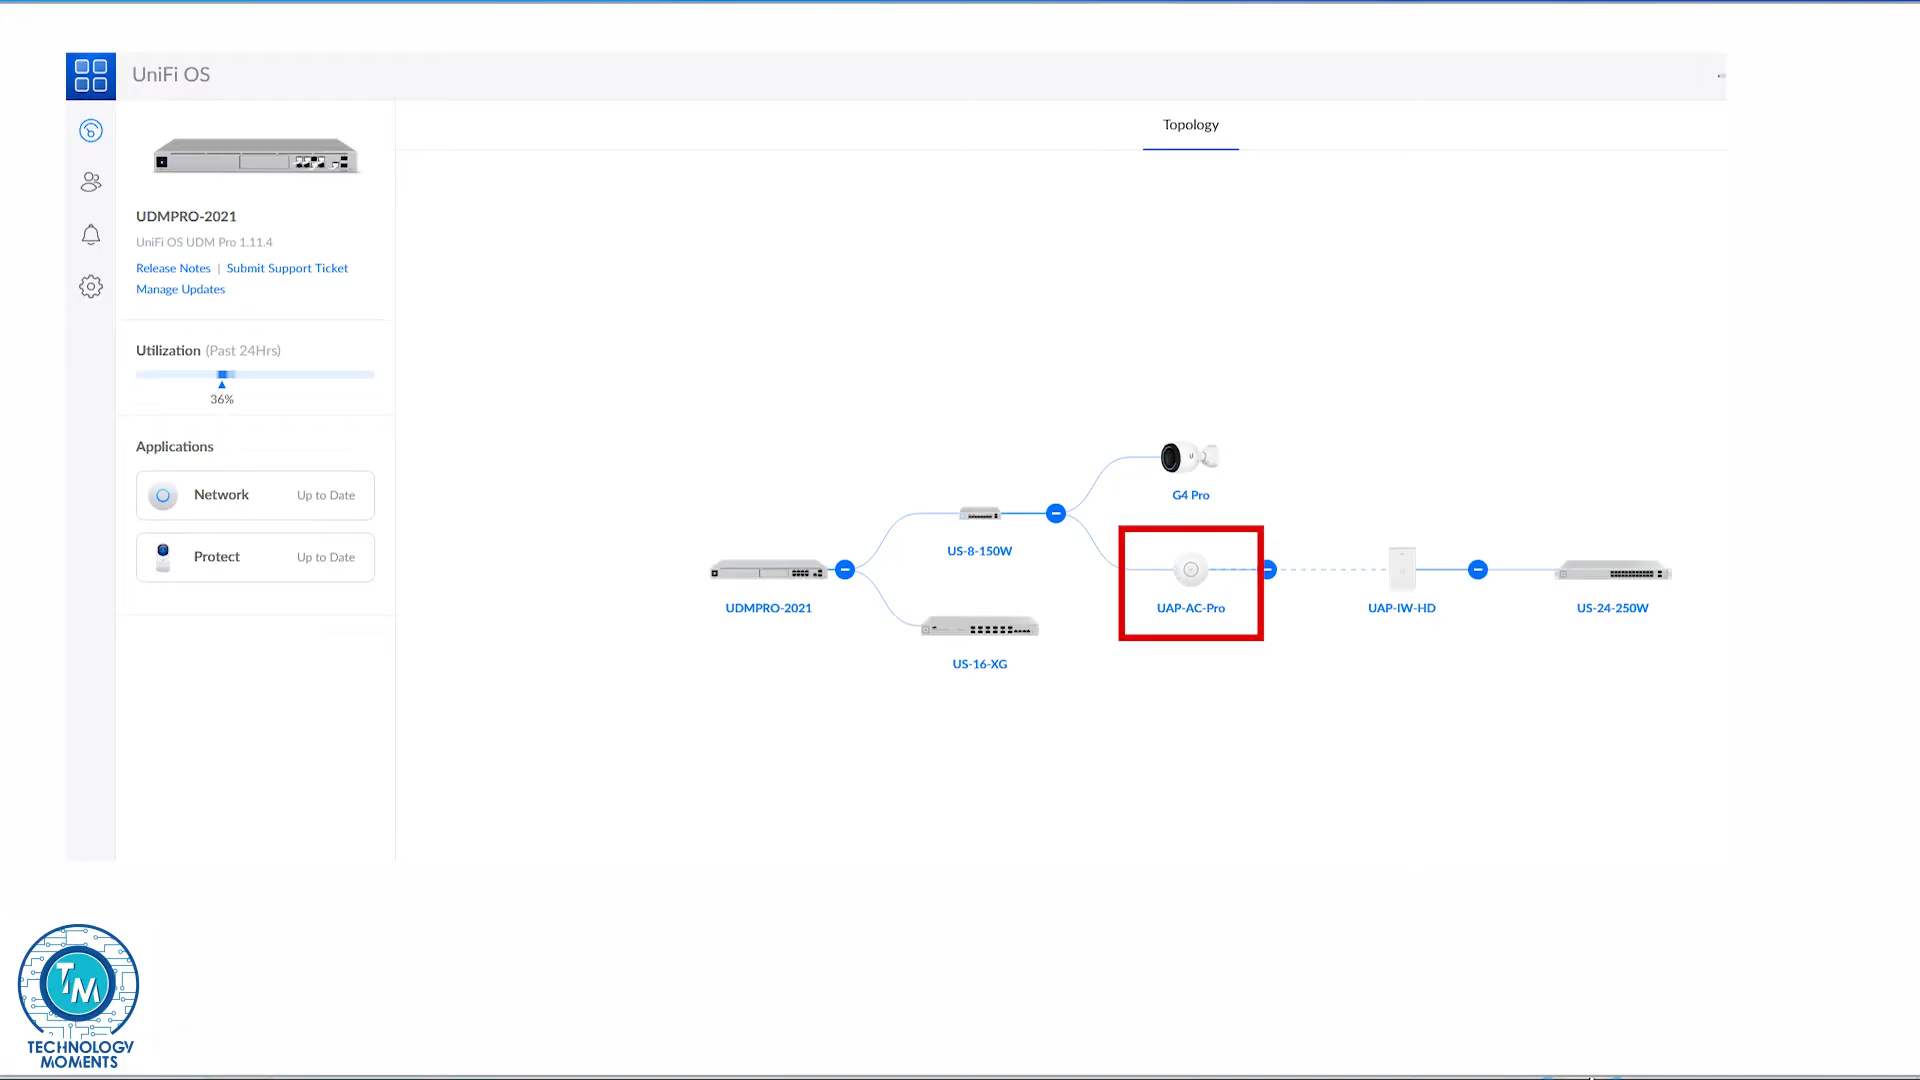 UniFi OS
Topology
UDMPRO-2021
UniFi OS UDM Pro 1.11.4
Release Notes | Submit Support Ticket
Manage Updates
Utilization (Past 24Hrs)
36%
Applications
Network Up to Date
Protect Up to Date
G4 Pro
US-8-150W
UDMPRO-2021
UAP-AC-Pro
UAP-IW-HD
US-24-250W
US-16-XG
TM
TECHNOLOGY
MOMENTS